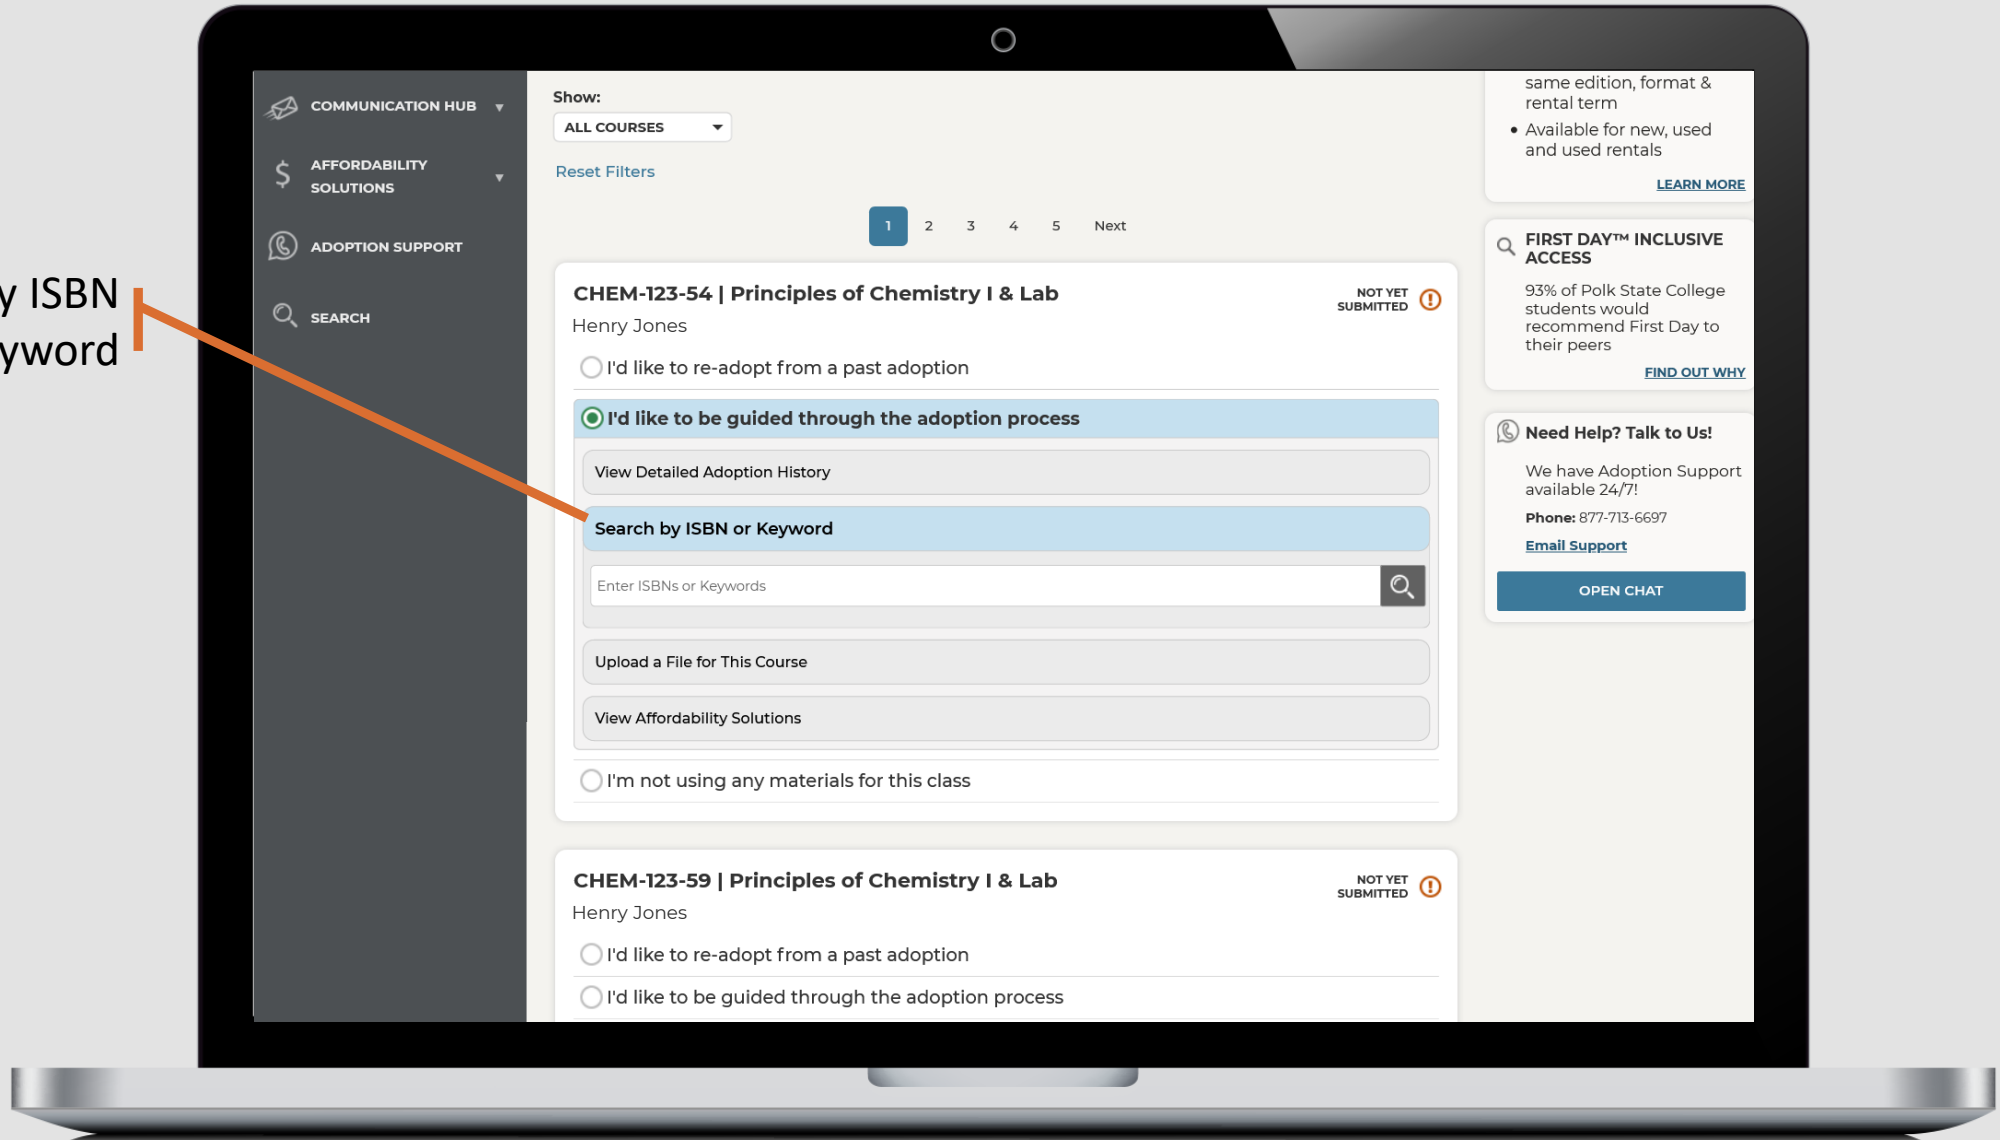 y ISBN
yword
COMMUNICATION HUB
AFFORDABILITY
SOLUTIONS
ADOPTION SUPPORT
SEARCH
Show:
ALL COURSES
Reset Filters
1 2 3 4 5 Next
CHEM-123-54 | Principles of Chemistry I & Lab
NOT YET
SUBMITTED
Henry Jones
I'd like to re-adopt from a past adoption
I'd like to be guided through the adoption process
View Detailed Adoption History
Search by ISBN or Keyword
Enter ISBNs or Keywords
Upload a File for This Course
View Affordability Solutions
I'm not using any materials for this class
CHEM-123-59 | Principles of Chemistry I & Lab
NOT YET
SUBMITTED
Henry Jones
I'd like to re-adopt from a past adoption
I'd like to be guided through the adoption process
same edition, format &
rental term
• Available for new, used
and used rentals
LEARN MORE
FIRST DAY™ INCLUSIVE
ACCESS
93% of Polk State College
students would
recommend First Day to
their peers
FIND OUT WHY
Need Help? Talk to Us!
We have Adoption Support
available 24/7!
Phone: 877-713-6697
Email Support
OPEN CHAT